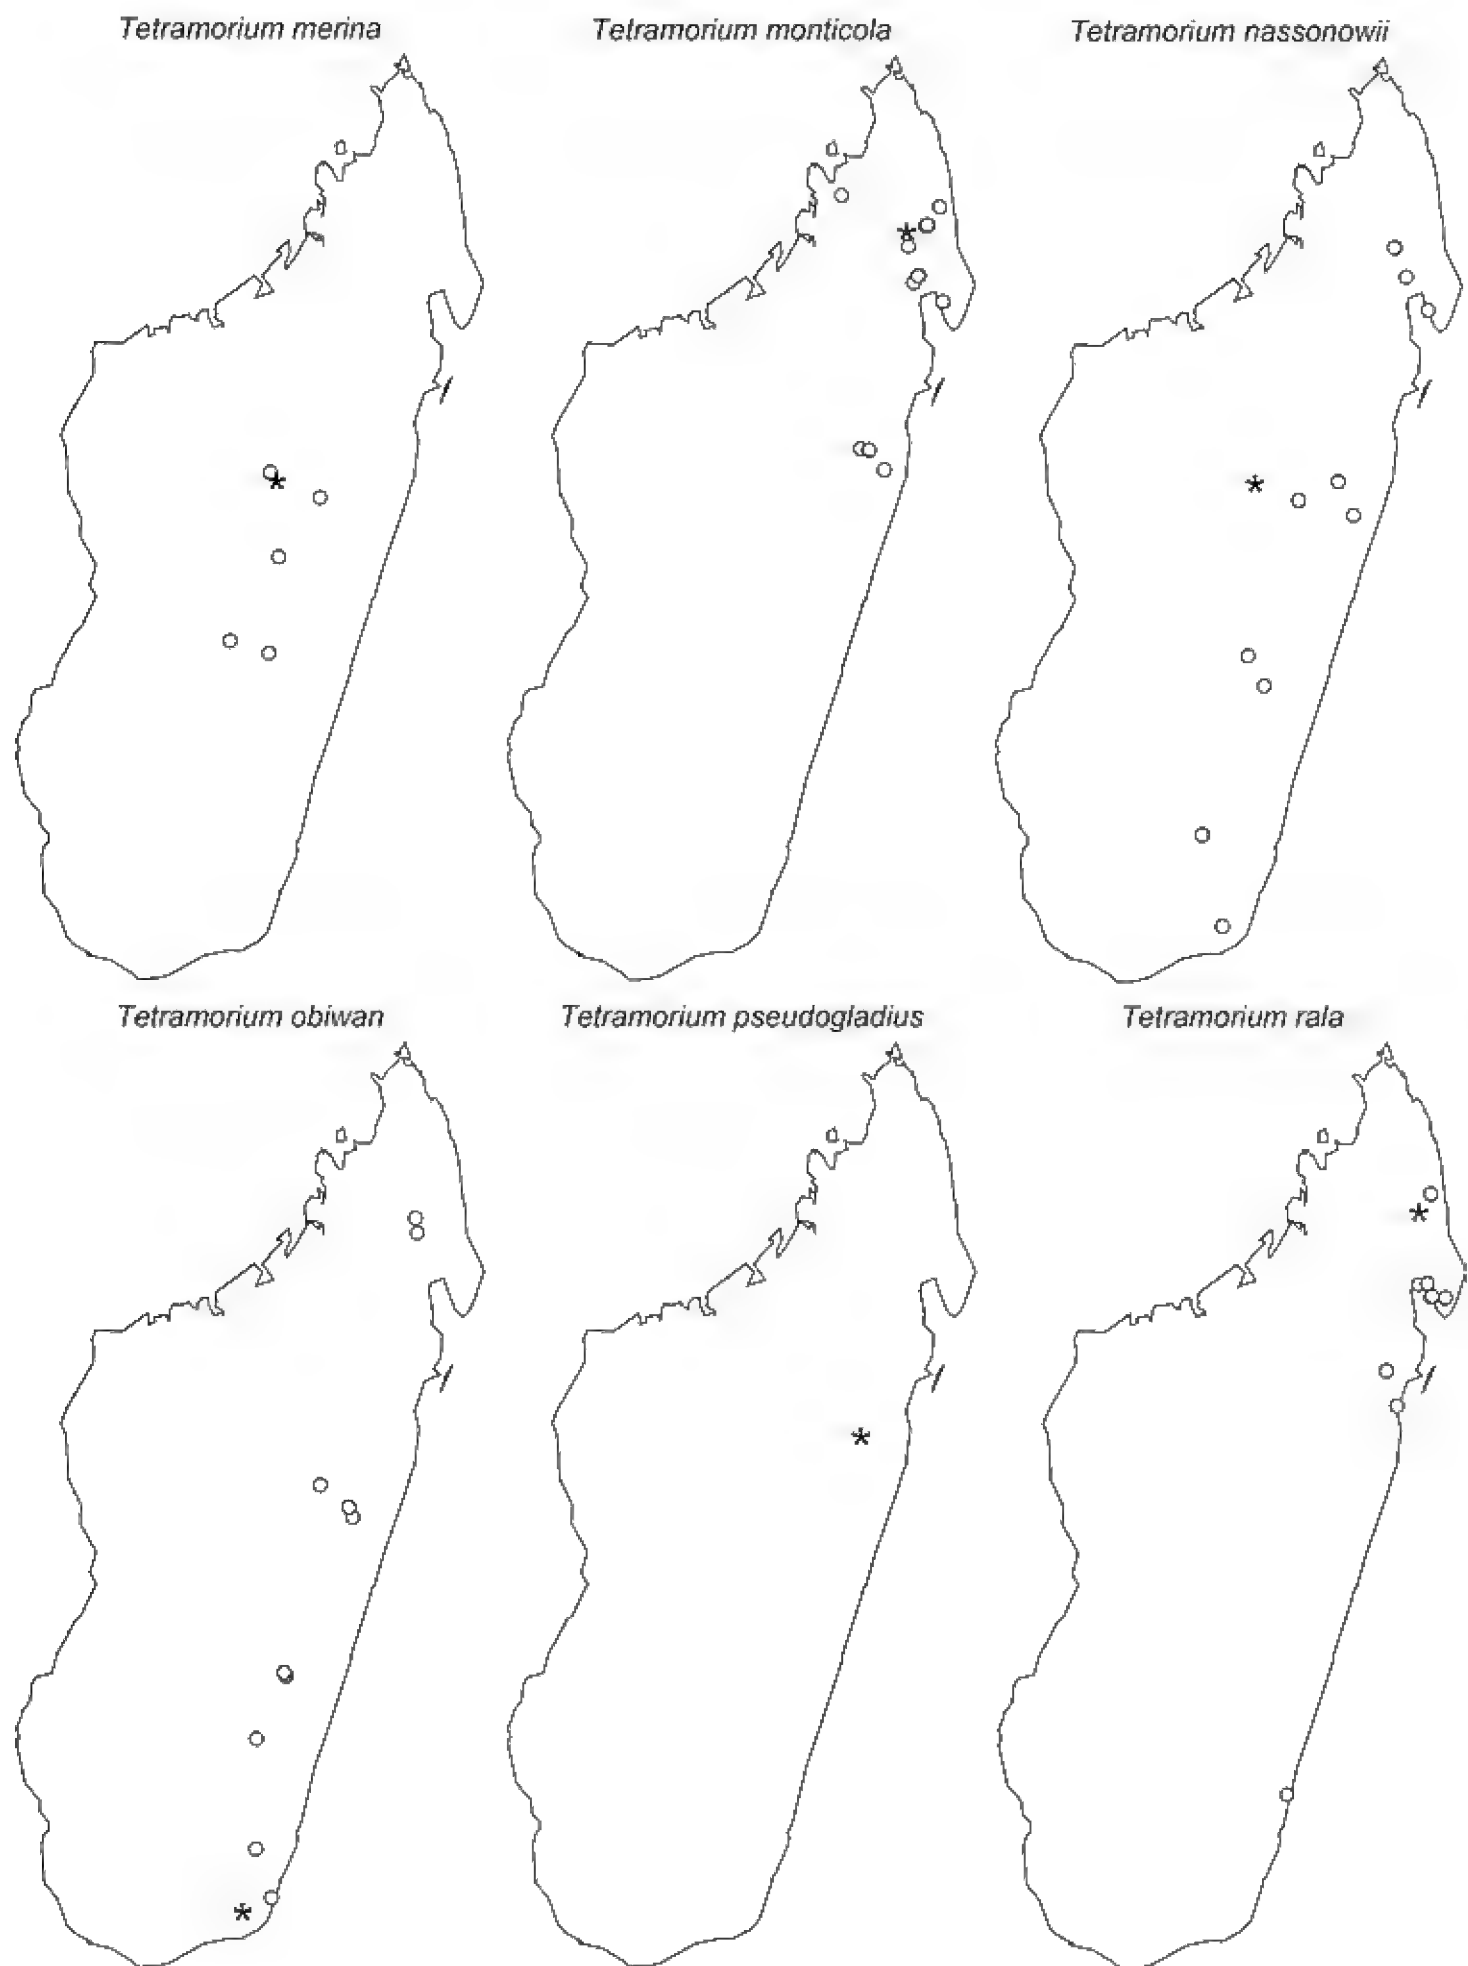 Tetramorium merina
Tetramorium monticola
Tetramorium nassonowii
Tetramorium obiwan
Tetramorium pseudogladius
Tetramorium rala